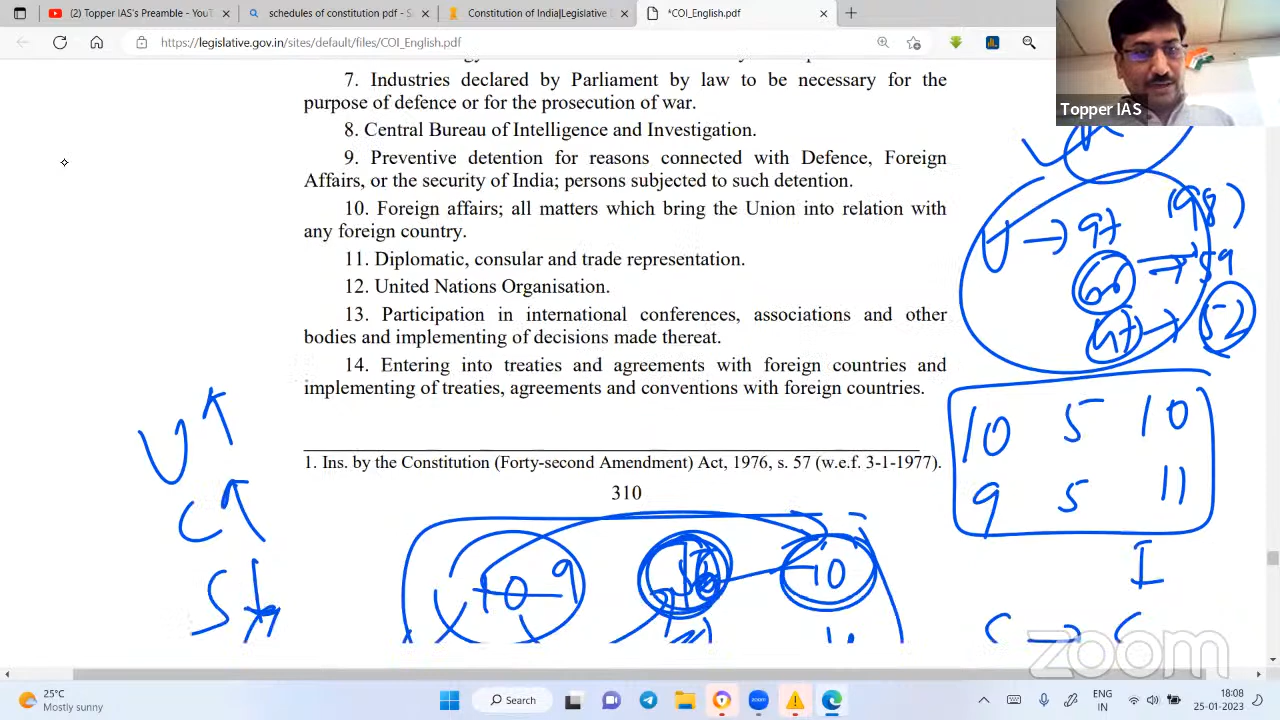 (2) Topper IAS's Preamble - YouT
schedules of constitution pdf - S
Constitution of India|Legislative
*COI_English.pdf
https://legislative.gov.in/sites/default/files/COI_English.pdf
7. Industries declared by Parliament by law to be necessary for the
purpose of defence or for the prosecution of war.
8. Central Bureau of Intelligence and Investigation.
9. Preventive detention for reasons connected with Defence, Foreign
Affairs, or the security of India; persons subjected to such detention.
10. Foreign affairs; all matters which bring the Union into relation with
any foreign country.
11. Diplomatic, consular and trade representation.
12. United Nations Organisation.
13. Participation in international conferences, associations and other
bodies and implementing of decisions made thereat.
14. Entering into treaties and agreements with foreign countries and
implementing of treaties, agreements and conventions with foreign countries.
1. Ins. by the Constitution (Forty-second Amendment) Act, 1976, s. 57 (w.e.f. 3-1-1977).
310
Topper IAS
U → 97 (98)
66 → 59
47 → 52
10 5 10
9 5 11
I
U
C
S
10 9
10
zoom
25°C
Mostly sunny
Search
ENG
IN
18:08
25-01-2023